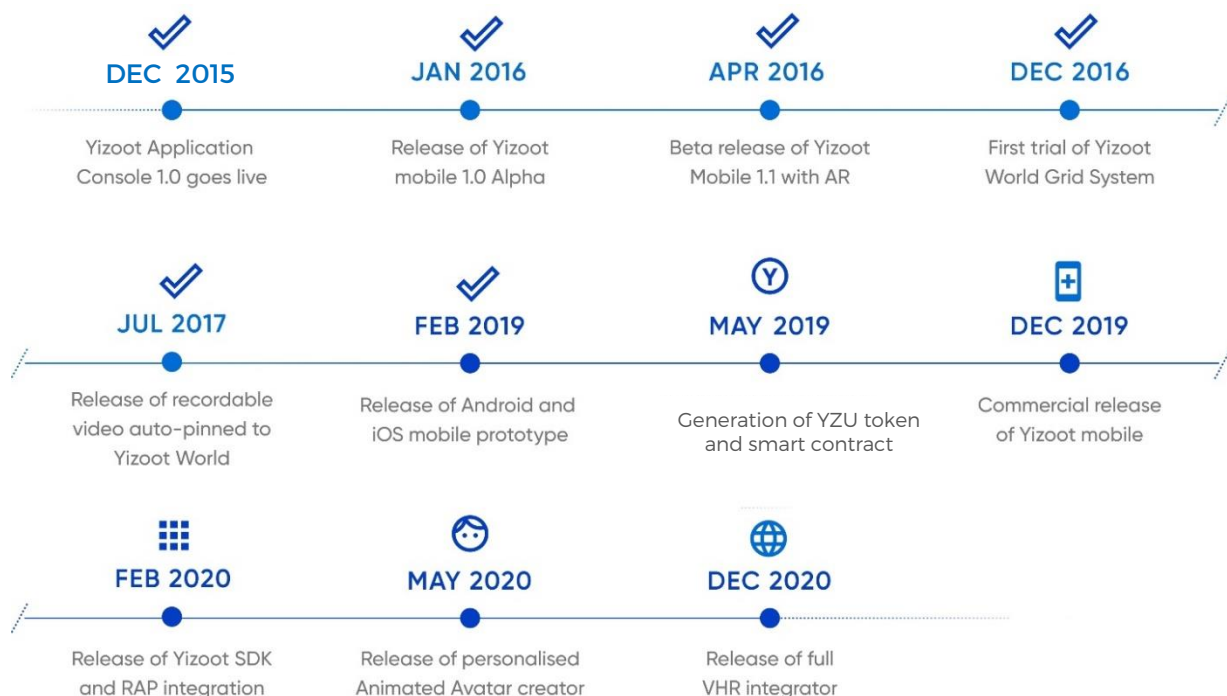 DEC 2015
JAN 2016
APR 2016
DEC 2016
Yizoot Application
Console 1.0 goes live
Release of Yizoot
mobile 1.0 Alpha
Beta release of Yizoot
Mobile 1.1 with AR
First trial of Yizoot
World Grid System
Y
JUL 2017
FEB 2019
MAY 2019
DEC 2019
Release of recordable
video auto-pinned to
Yizoot World
Release of Android and
iOS mobile prototype
Generation of YZU token
and smart contract
Commercial release
of Yizoot mobile
FEB 2020
MAY 2020
DEC 2020
Release of Yizoot SDK
and RAP integration
Release of personalised
Animated Avatar creator
Release of full
VHR integrator